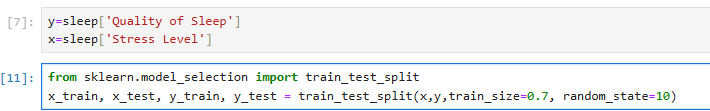 [7]: y=sleep['Quality of Sleep']
x=sleep['Stress Level']
[11]: from sklearn.model_selection import train_test_split
x_train, x_test, y_train, y_test = train_test_split(x,y,train_size=0.7, random_state=10)